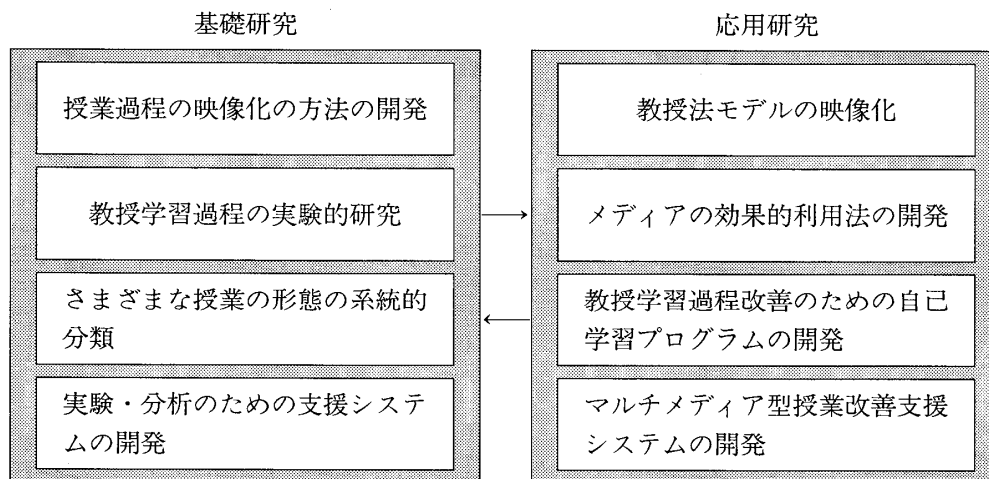 基礎研究
授業過程の映像化の方法の開発
教授学習過程の実験的研究
さまざまな授業の形態の系統的
分類
実験・分析のための支援システ
ムの開発
応用研究
教授法モデルの映像化
メディアの効果的利用法の開発
教授学習過程改善のための自己
学習プログラムの開発
マルチメディア型授業改善支援
システムの開発